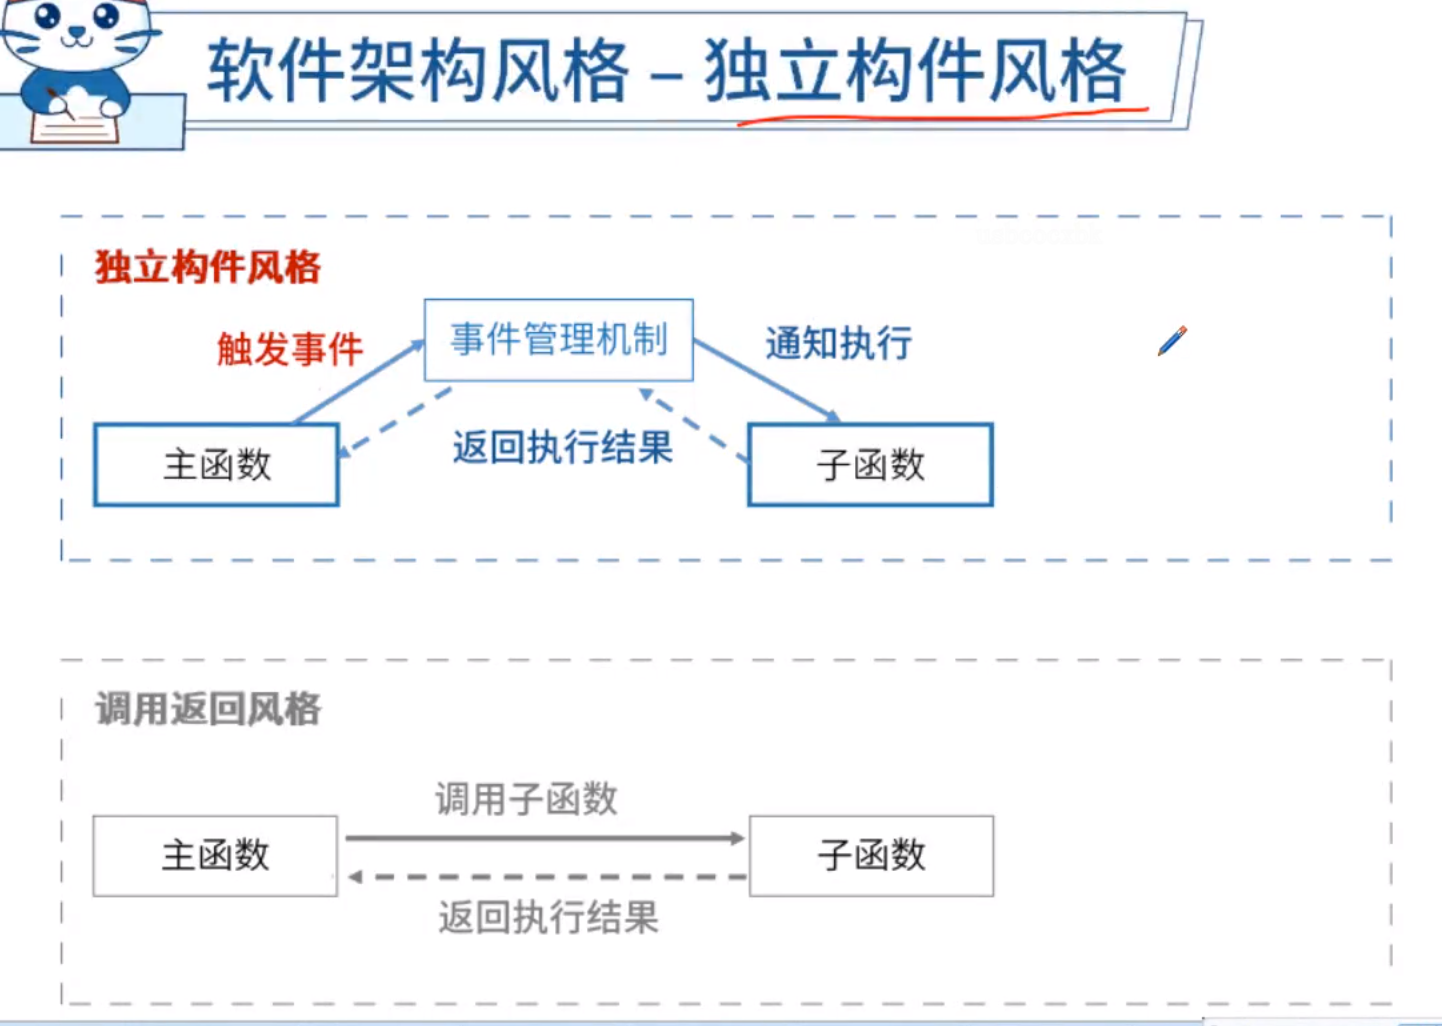 软件架构风格 – 独立构件风格
独立构件风格
触发事件
事件管理机制
通知执行
主函数
返回执行结果
子函数
调用返回风格
调用子函数
主函数
子函数
返回执行结果